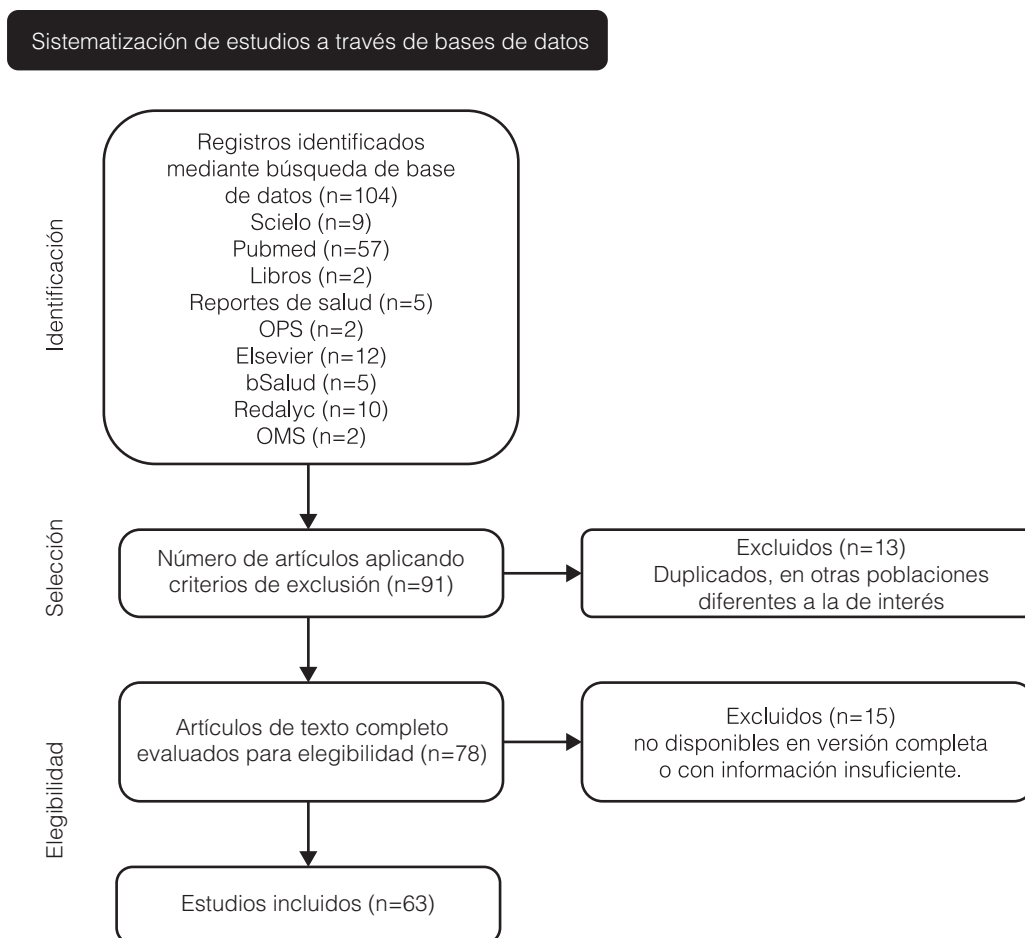 Sistematización de estudios a través de bases de datos
Identificación
Registros identificados
mediante búsqueda de base
de datos (n=104)
Scielo (n=9)
Pubmed (n=57)
Libros (n=2)
Reportes de salud (n=5)
OPS (n=2)
Elsevier (n=12)
bSalud (n=5)
Redalyc (n=10)
OMS (n=2)
Selección
Número de artículos aplicando
criterios de exclusión (n=91)
Excluidos (n=13)
Duplicados, en otras poblaciones
diferentes a la de interés
Elegibilidad
Artículos de texto completo
evaluados para elegibilidad (n=78)
Excluidos (n=15)
no disponibles en versión completa
o con información insuficiente.
Estudios incluidos (n=63)